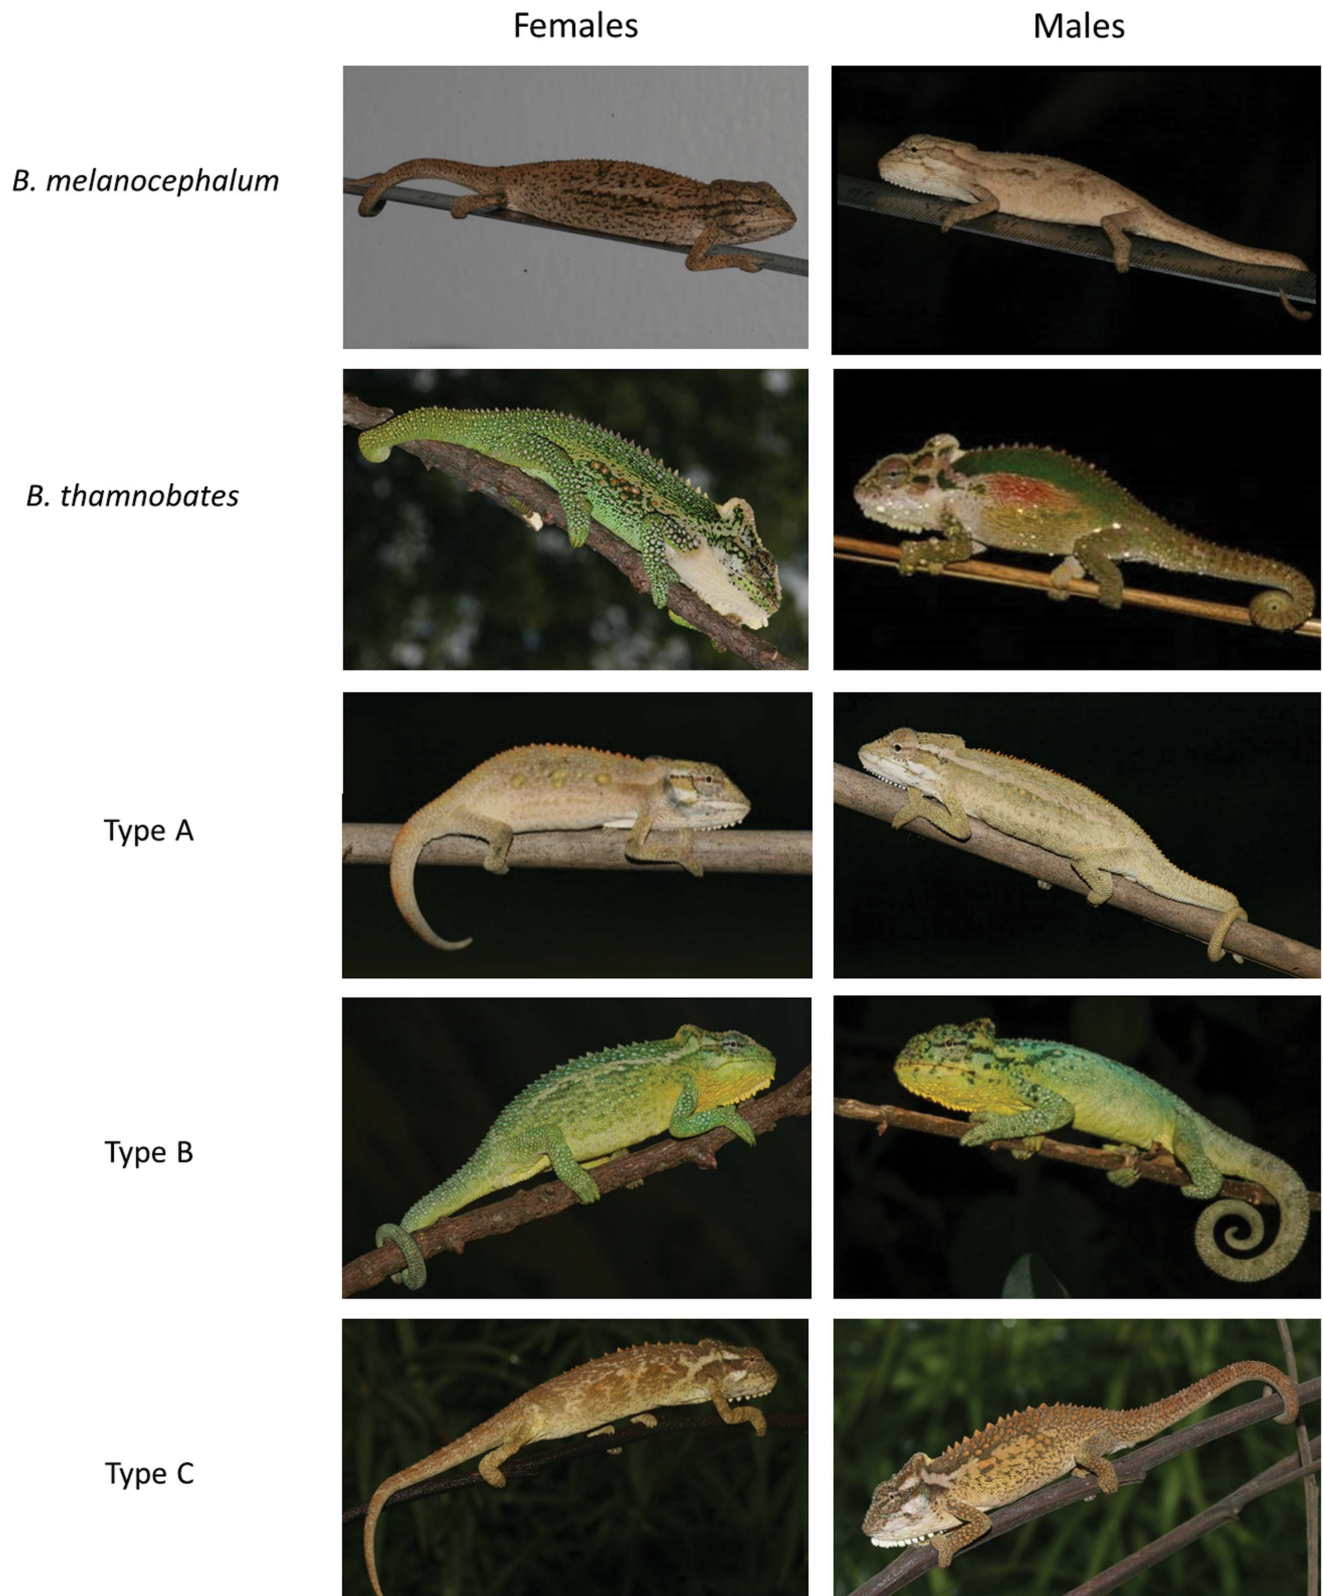 Females Males
B. melanocephalum
B. thamnobates
Type A
Type B
Type C